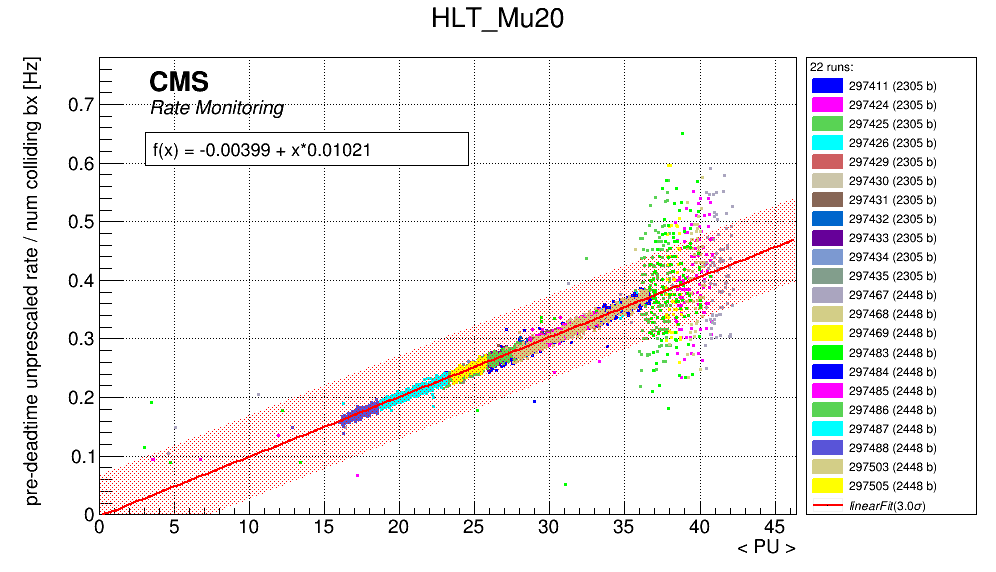 HLT_Mu20
pre-deadtime unprescaled rate / num colliding bx [Hz]
CMS
Rate Monitoring
f(x) = -0.00399 + x*0.01021
0.7
0.6
0.5
0.4
0.3
0.2
0.1
0
0 5 10 15 20 25 30 35 40 45
< PU >
22 runs:
297411 (2305 b)
297424 (2305 b)
297425 (2305 b)
297426 (2305 b)
297429 (2305 b)
297430 (2305 b)
297431 (2305 b)
297432 (2305 b)
297433 (2305 b)
297434 (2305 b)
297435 (2305 b)
297467 (2448 b)
297468 (2448 b)
297469 (2448 b)
297483 (2448 b)
297484 (2448 b)
297485 (2448 b)
297486 (2448 b)
297487 (2448 b)
297488 (2448 b)
297503 (2448 b)
297505 (2448 b)
linearFit(3.0σ)